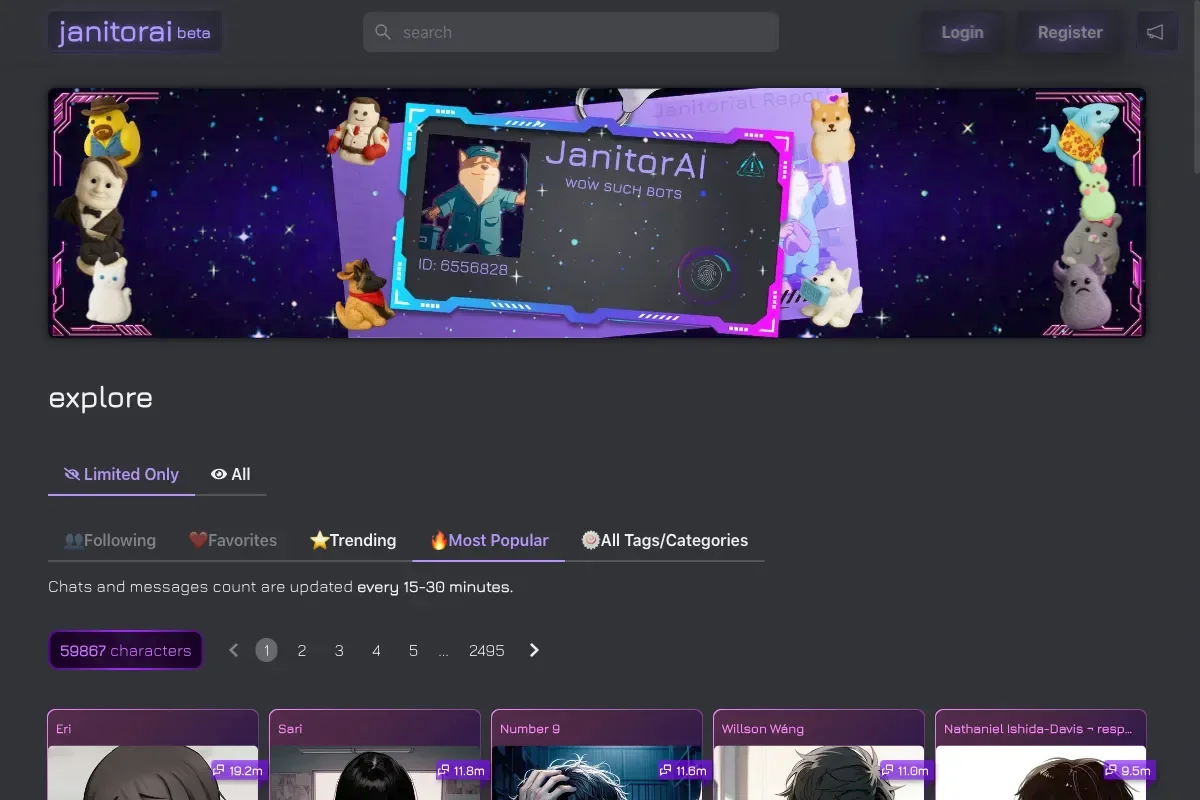 janitorai beta
search
Login
Register
Janitorial Raport
JanitorAI
WOW SUCH BOTS
ID: 6556828
explore
Limited Only
All
Following
Favorites
Trending
Most Popular
All Tags/Categories
Chats and messages count are updated every 15-30 minutes.
59867 characters
1 2 3 4 5 ... 2495
Eri
Sari
Number 9
Willson Wáng
Nathaniel Ishida-Davis ¬ resp...
19.2m
11.8m
11.6m
11.0m
9.5m